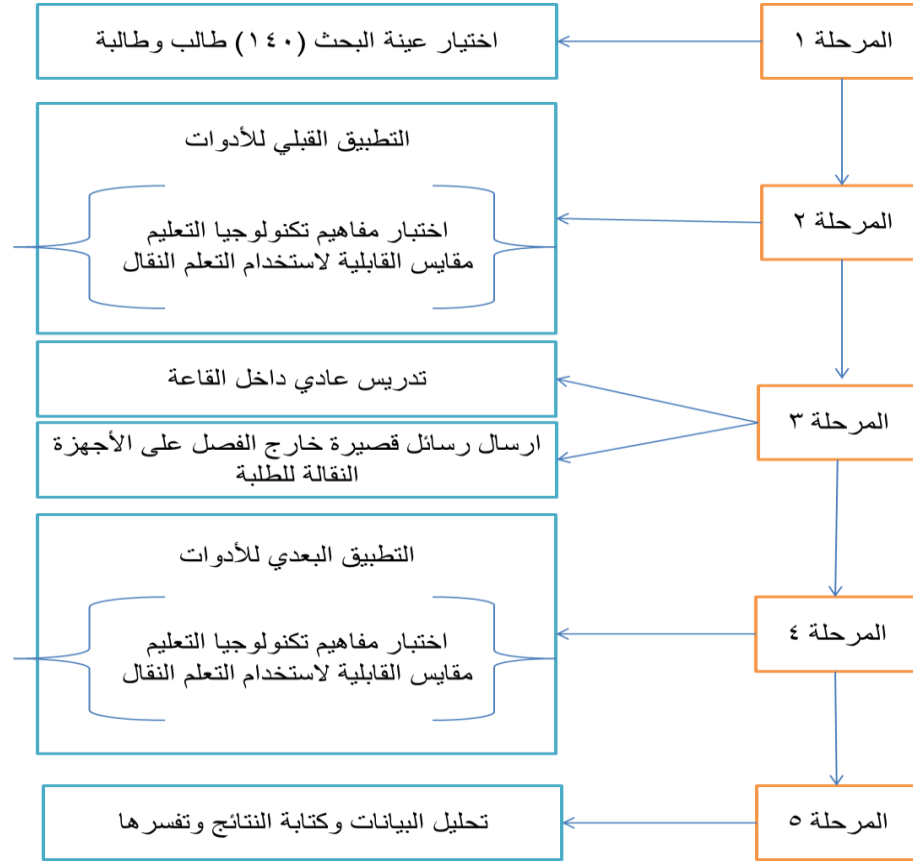 المرحلة ١
اختيار عينة البحث (١٤٠) طالب وطالبة
المرحلة ٢
التطبيق القبلي للأدوات
اختبار مفاهيم تكنولوجيا التعليم
مقايس القابلية لاستخدام التعلم النقال
المرحلة ٣
تدريس عادي داخل القاعة
ارسال رسائل قصيرة خارج الفصل على الأجهزة
النقالة للطلبة
المرحلة ٤
التطبيق البعدي للأدوات
اختبار مفاهيم تكنولوجيا التعليم
مقايس القابلية لاستخدام التعلم النقال
المرحلة ٥
تحليل البيانات وكتابة النتائج وتفسرها